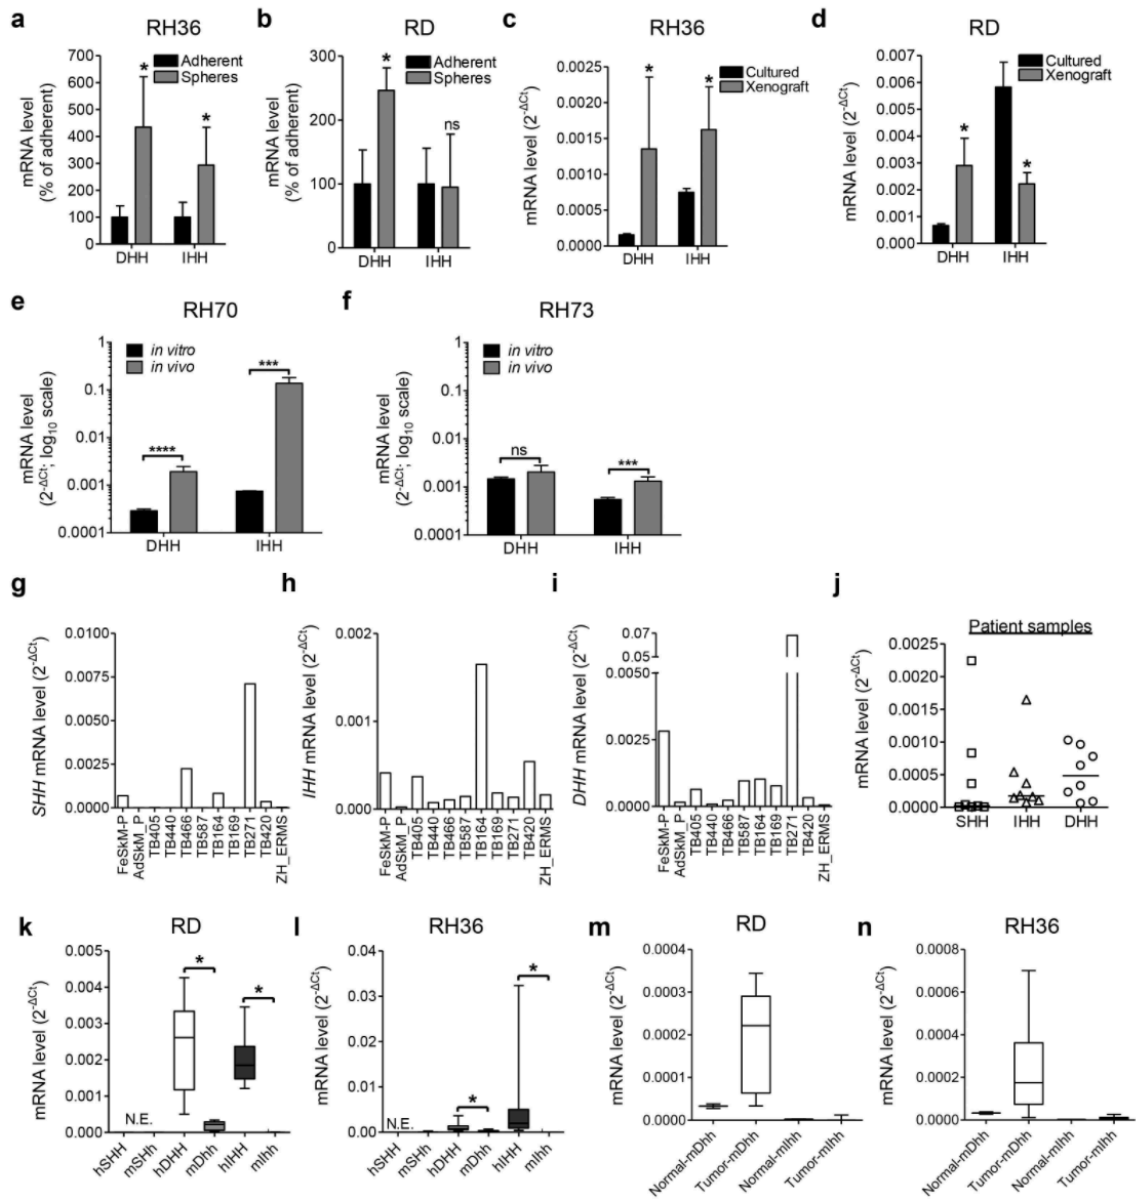 a
RH36
mRNA level
(% of adherent)
700
600
500
400
300
200
100
0
Adherent
Spheres
*
*
DHH
IHH
b
RD
mRNA level
(% of adherent)
300
200
100
0
Adherent
Spheres
*
ns
DHH
IHH
c
RH36
mRNA level (2-ΔCt)
0.0025
0.0020
0.0015
0.0010
0.0005
0.0000
Cultured
Xenograft
*
*
DHH
IHH
d
RD
mRNA level (2-ΔCt)
0.007
0.006
0.005
0.004
0.003
0.002
0.001
0.000
Cultured
Xenograft
*
*
DHH
IHH
e
RH70
mRNA level
(2-ΔCt; log10 scale)
1
0.1
0.01
0.001
0.0001
in vitro
in vivo
****
***
DHH
IHH
f
RH73
mRNA level
(2-ΔCt; log10 scale)
1
0.1
0.01
0.001
0.0001
in vitro
in vivo
ns
***
DHH
IHH
g
SHH mRNA level (2-ΔCt)
0.0100
0.0075
0.0050
0.0025
0.0000
FeSkM-P
AdSkM_P
TB405
TB440
TB466
TB587
TB164
TB169
TB271
TB420
ZH_ERMS
h
IHH mRNA level (2-ΔCt)
0.002
0.001
0.000
FeSkM-P
AdSkM_P
TB405
TB440
TB466
TB587
TB164
TB169
TB271
TB420
ZH_ERMS
i
DHH mRNA level (2-ΔCt)
0.07
0.05
0.0050
0.0025
0.0000
FeSkM-P
AdSkM_P
TB405
TB440
TB466
TB587
TB164
TB169
TB271
TB420
ZH_ERMS
j
Patient samples
mRNA level (2-ΔCt)
0.0025
0.0020
0.0015
0.0010
0.0005
0.0000
SHH
IHH
DHH
k
RD
mRNA level (2-ΔCt)
0.005
0.004
0.003
0.002
0.001
0.000
N.E.
*
*
hSHH
mSHh
hDHH
mDhh
hIHH
mIhh
l
RH36
mRNA level (2-ΔCt)
0.04
0.03
0.02
0.01
0.00
N.E.
*
*
hSHH
mSHh
hDHH
mDhh
hIHH
mIhh
m
RD
mRNA level (2-ΔCt)
0.0004
0.0003
0.0002
0.0001
0.0000
Normal-mDhh
Tumor-mDhh
Normal-mIhh
Tumor-mIhh
n
RH36
mRNA level (2-ΔCt)
0.0008
0.0006
0.0004
0.0002
0.0000
Normal-mDhh
Tumor-mDhh
Normal-mIhh
Tumor-mIhh